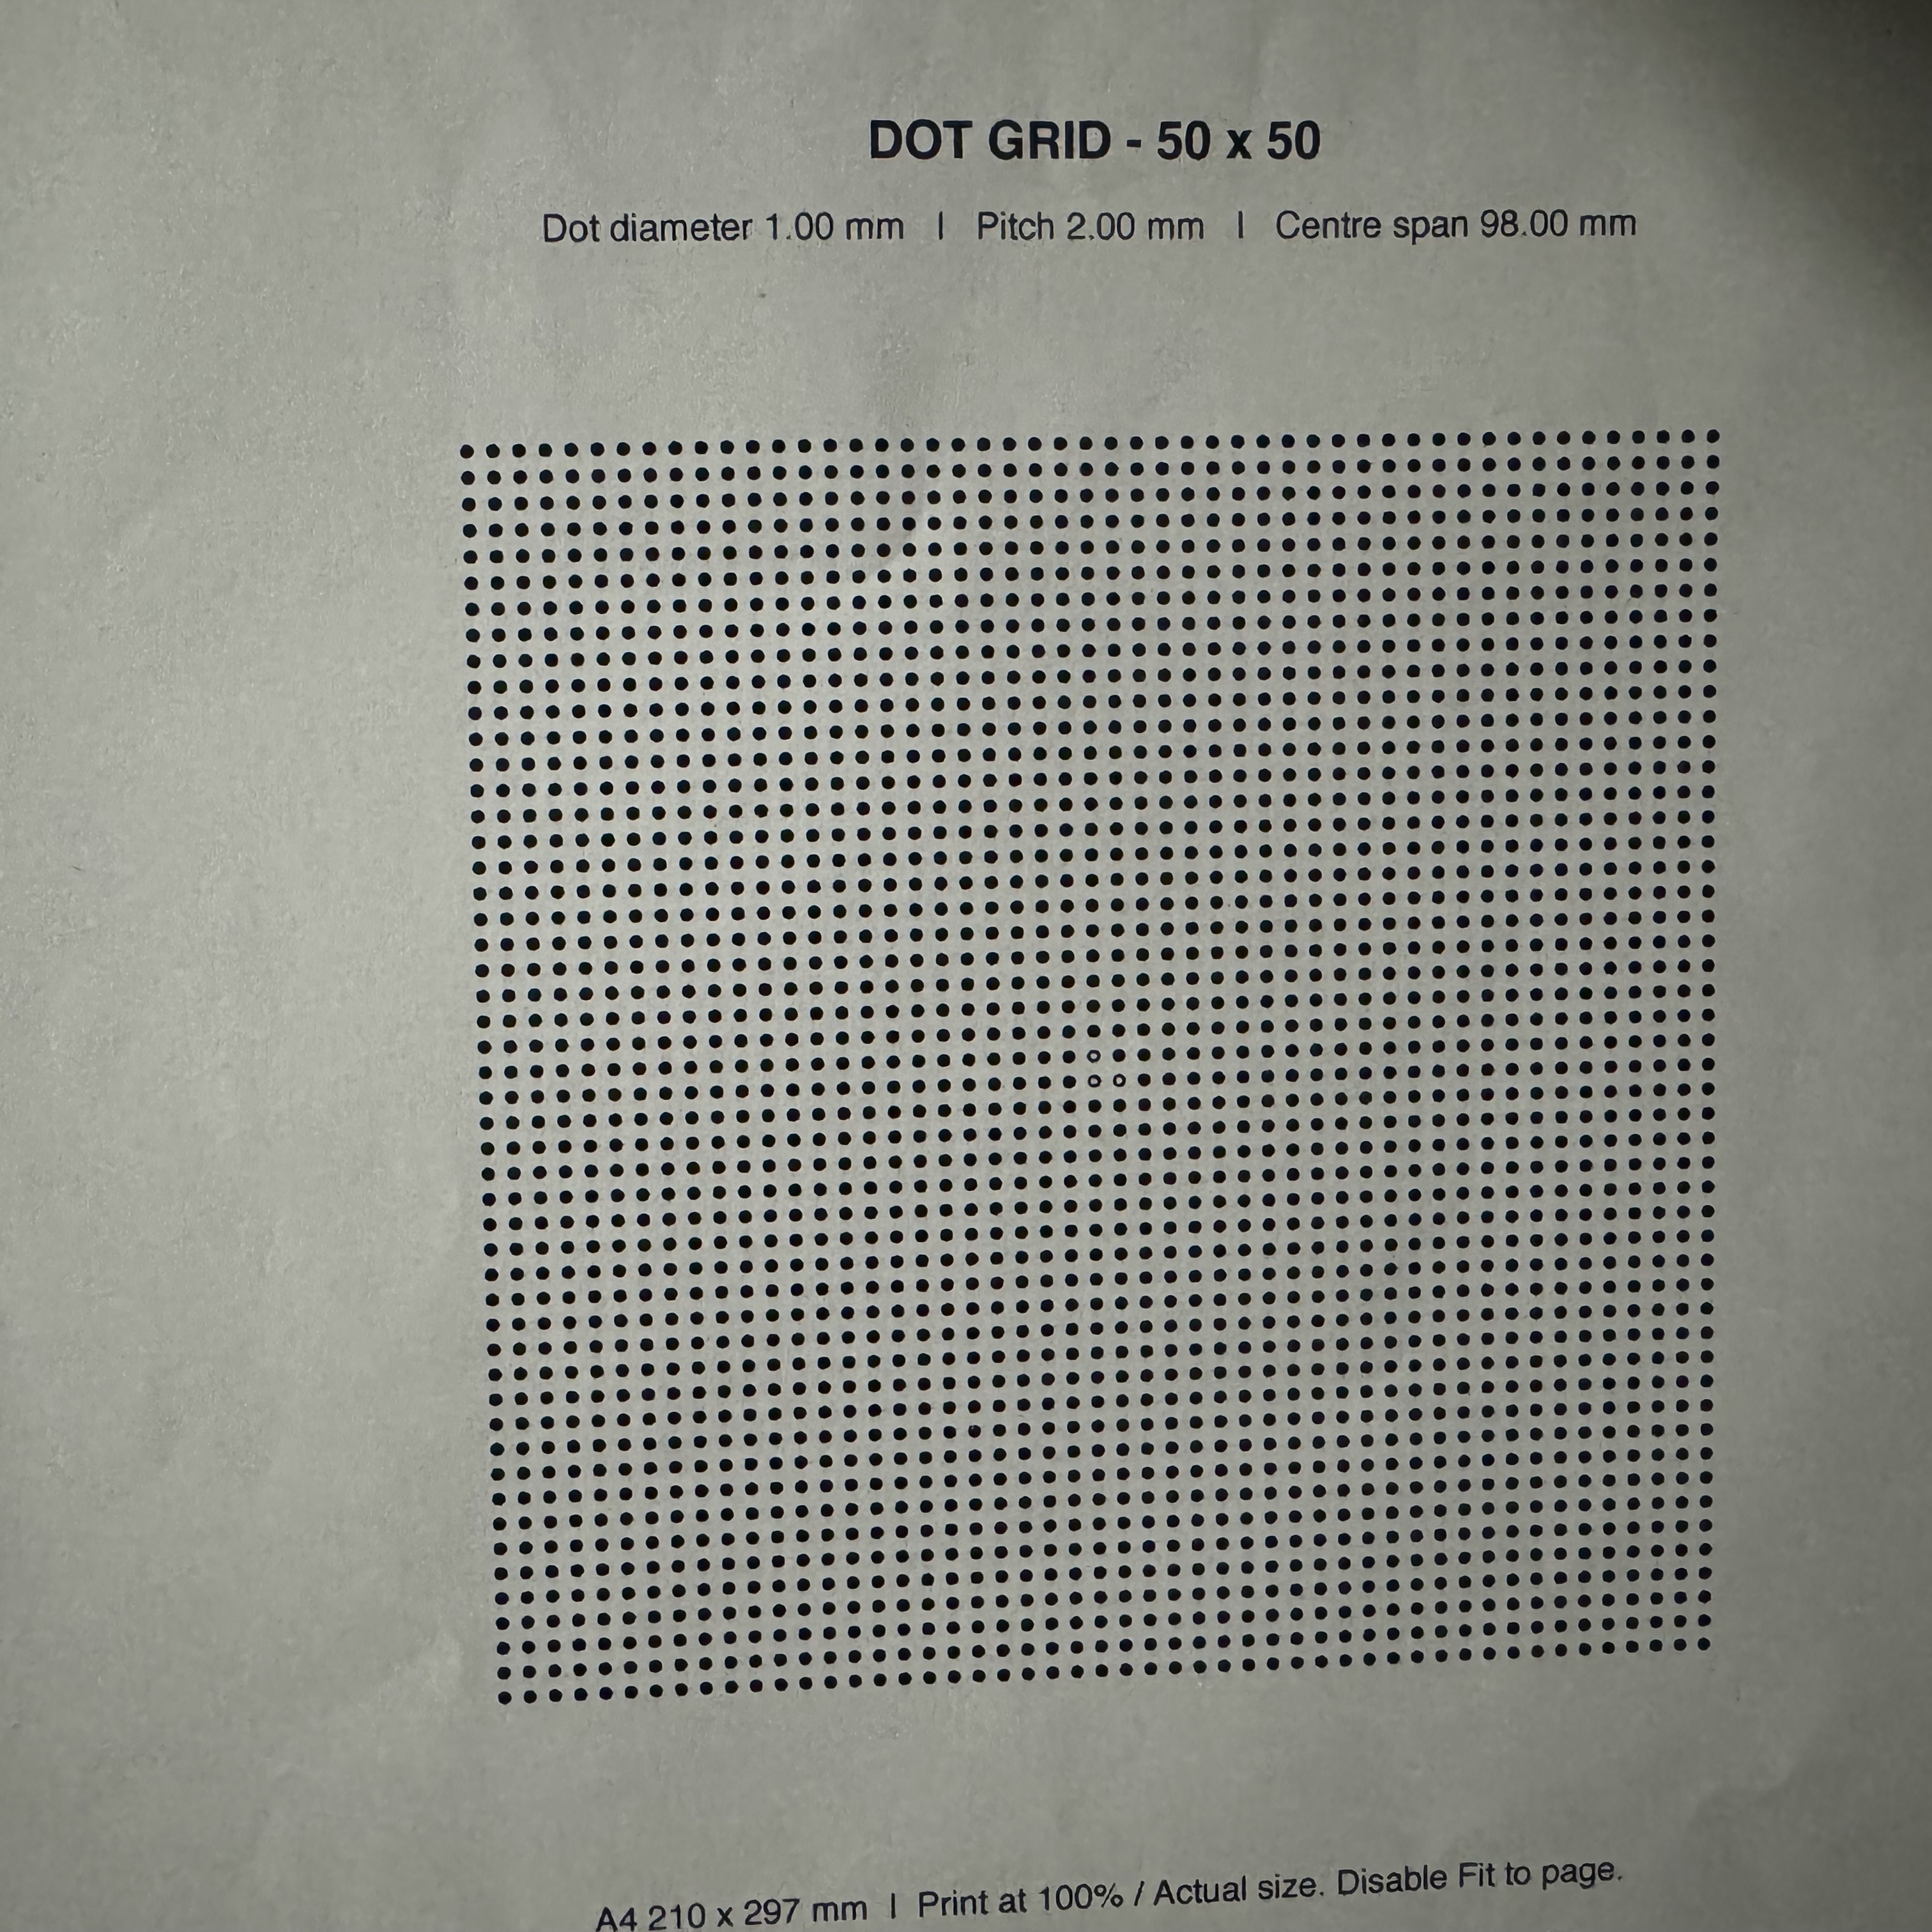 DOT GRID - 50 x 50
Dot diameter 1.00 mm | Pitch 2.00 mm | Centre span 98.00 mm
A4 210 x 297 mm | Print at 100% / Actual size. Disable Fit to page.